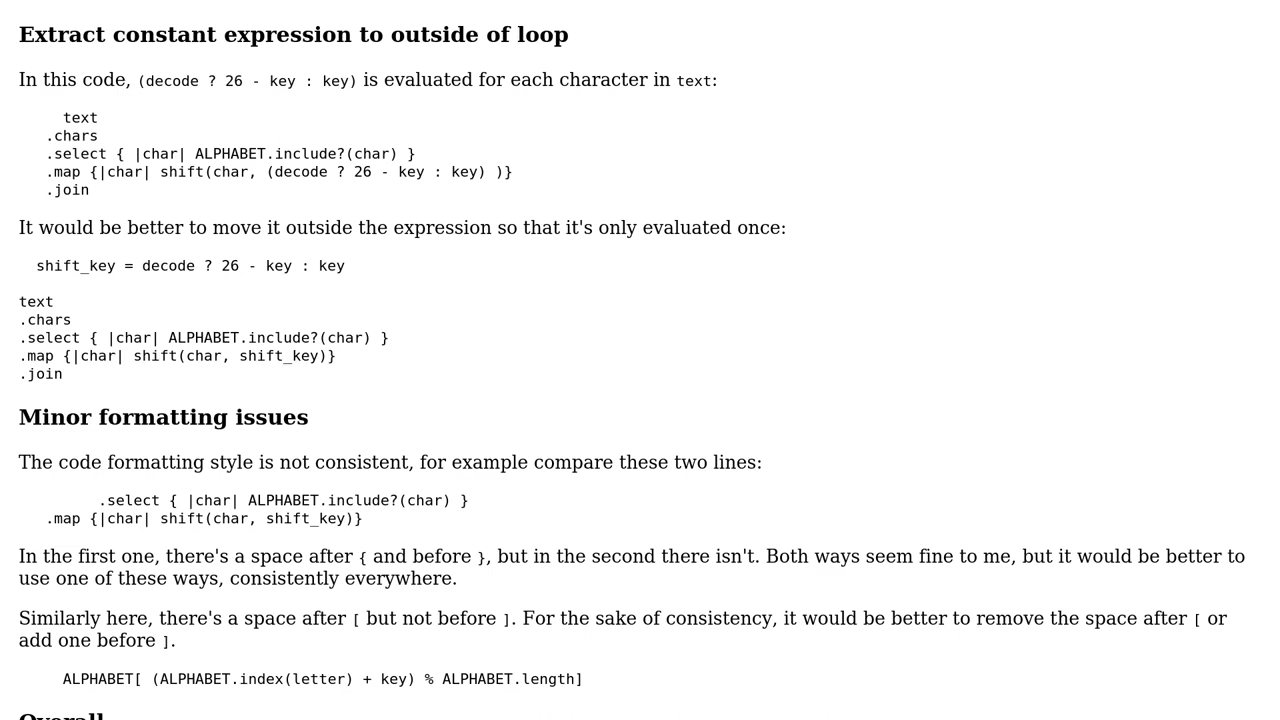 Extract constant expression to outside of loop
In this code, (decode ? 26 - key : key) is evaluated for each character in text:
text
.chars
.select { |char| ALPHABET.include?(char) }
.map {|char| shift(char, (decode ? 26 - key : key) )}
.join
It would be better to move it outside the expression so that it's only evaluated once:
shift_key = decode ? 26 - key : key
text
.chars
.select { |char| ALPHABET.include?(char) }
.map {|char| shift(char, shift_key)}
.join
Minor formatting issues
The code formatting style is not consistent, for example compare these two lines:
.select { |char| ALPHABET.include?(char) }
.map {|char| shift(char, shift_key)}
In the first one, there's a space after { and before }, but in the second there isn't. Both ways seem fine to me, but it would be better to
use one of these ways, consistently everywhere.
Similarly here, there's a space after [ but not before ]. For the sake of consistency, it would be better to remove the space after [ or
add one before ].
ALPHABET[ (ALPHABET.index(letter) + key) % ALPHABET.length]
Overall